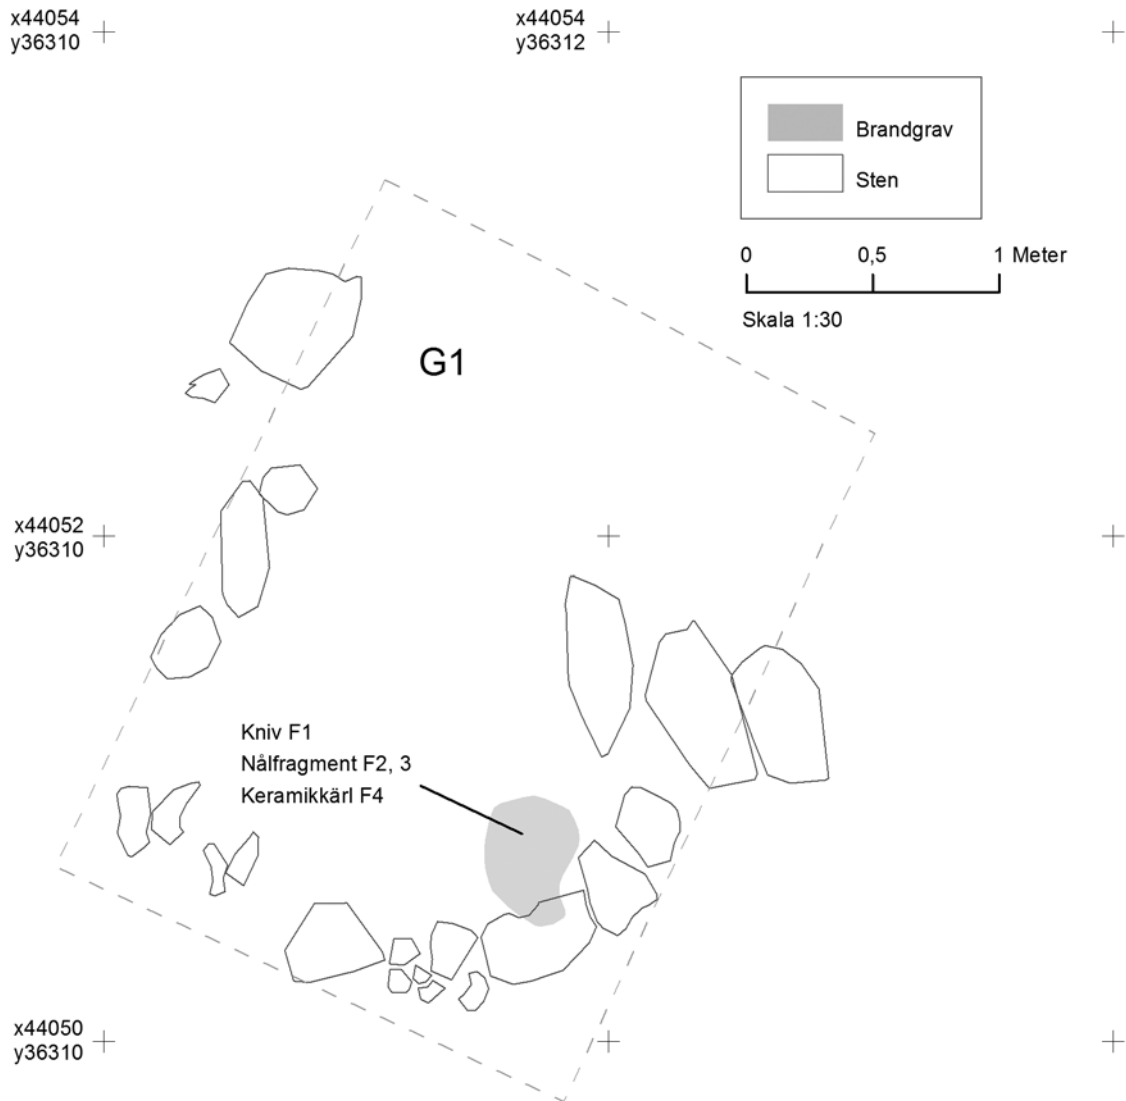 x44054
y36310
x44054
y36312
Brandgrav
Sten
0 0,5 1 Meter
Skala 1:30
G1
x44052
y36310
Kniv F1
Nålfragment F2, 3
Keramikkärl F4
x44050
y36310